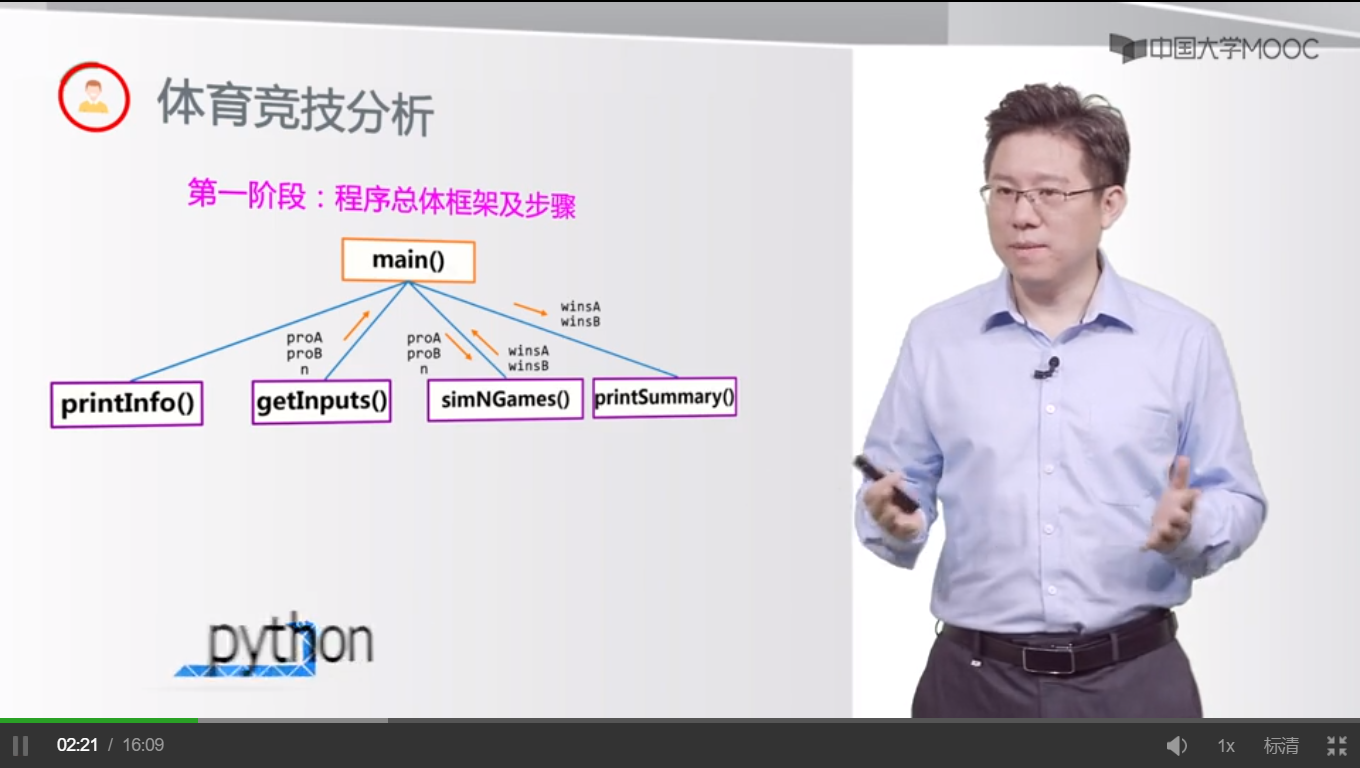 中国大学MOOC
体育竞技分析
第一阶段：程序总体框架及步骤
main()
winsA
winsB
proA
proB
n
proA
proB
n
winsA
winsB
printInfo()
getInputs()
simNGames()
printSummary()
python
02:21 / 16:09
1x
标清